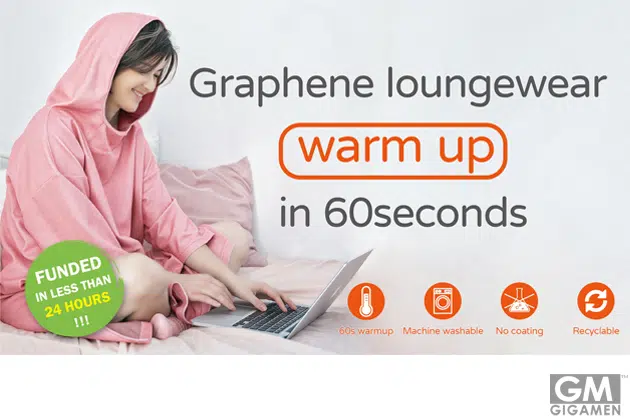 Graphene loungewear
warm up
in 60seconds
FUNDED
IN LESS THAN
24 HOURS
!!!
60s warmup
Machine washable
No coating
Recyclable
GM™
GIGAMEN